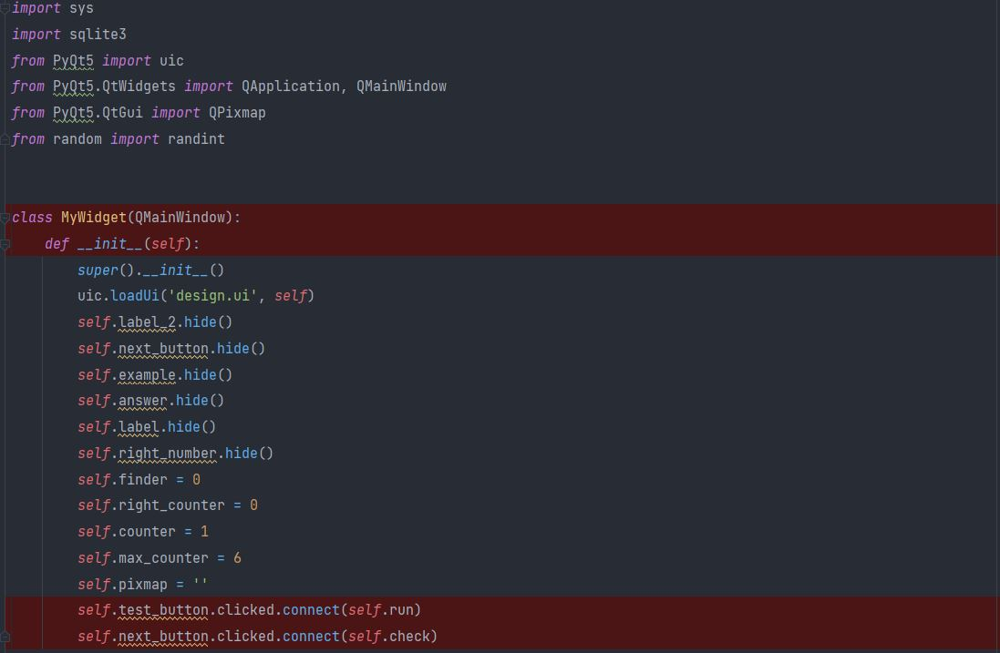 import sys
import sqlite3
from PyQt5 import uic
from PyQt5.QtWidgets import QApplication, QMainWindow
from PyQt5.QtGui import QPixmap
from random import randint
class MyWidget(QMainWindow):
    def __init__(self):
        super().__init__()
        uic.loadUi('design.ui', self)
        self.label_2.hide()
        self.next_button.hide()
        self.example.hide()
        self.answer.hide()
        self.label.hide()
        self.right_number.hide()
        self.finder = 0
        self.right_counter = 0
        self.counter = 1
        self.max_counter = 6
        self.pixmap = ''
        self.test_button.clicked.connect(self.run)
        self.next_button.clicked.connect(self.check)